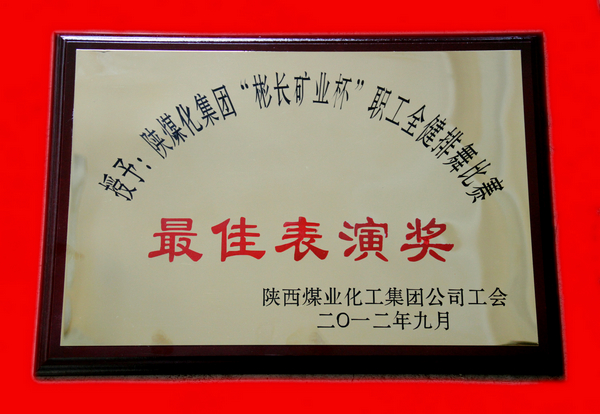 授予：陕煤化集团“彬长矿业杯”职工全健排舞比赛
最佳表演奖
陕西煤业化工集团公司工会
二〇一二年九月